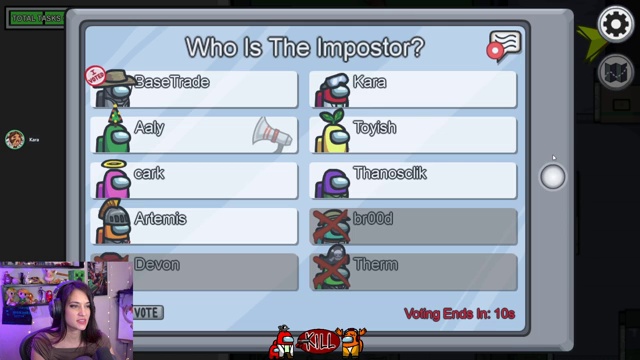 TOTAL TASKS
Who Is The Impostor?
I VOTED
BaseTrade
Kara
Aaly
Toyish
Kara
cark
Thanosclik
Artemis
br00d
Devon
Therm
VOTE
Voting Ends In: 10s
KILL